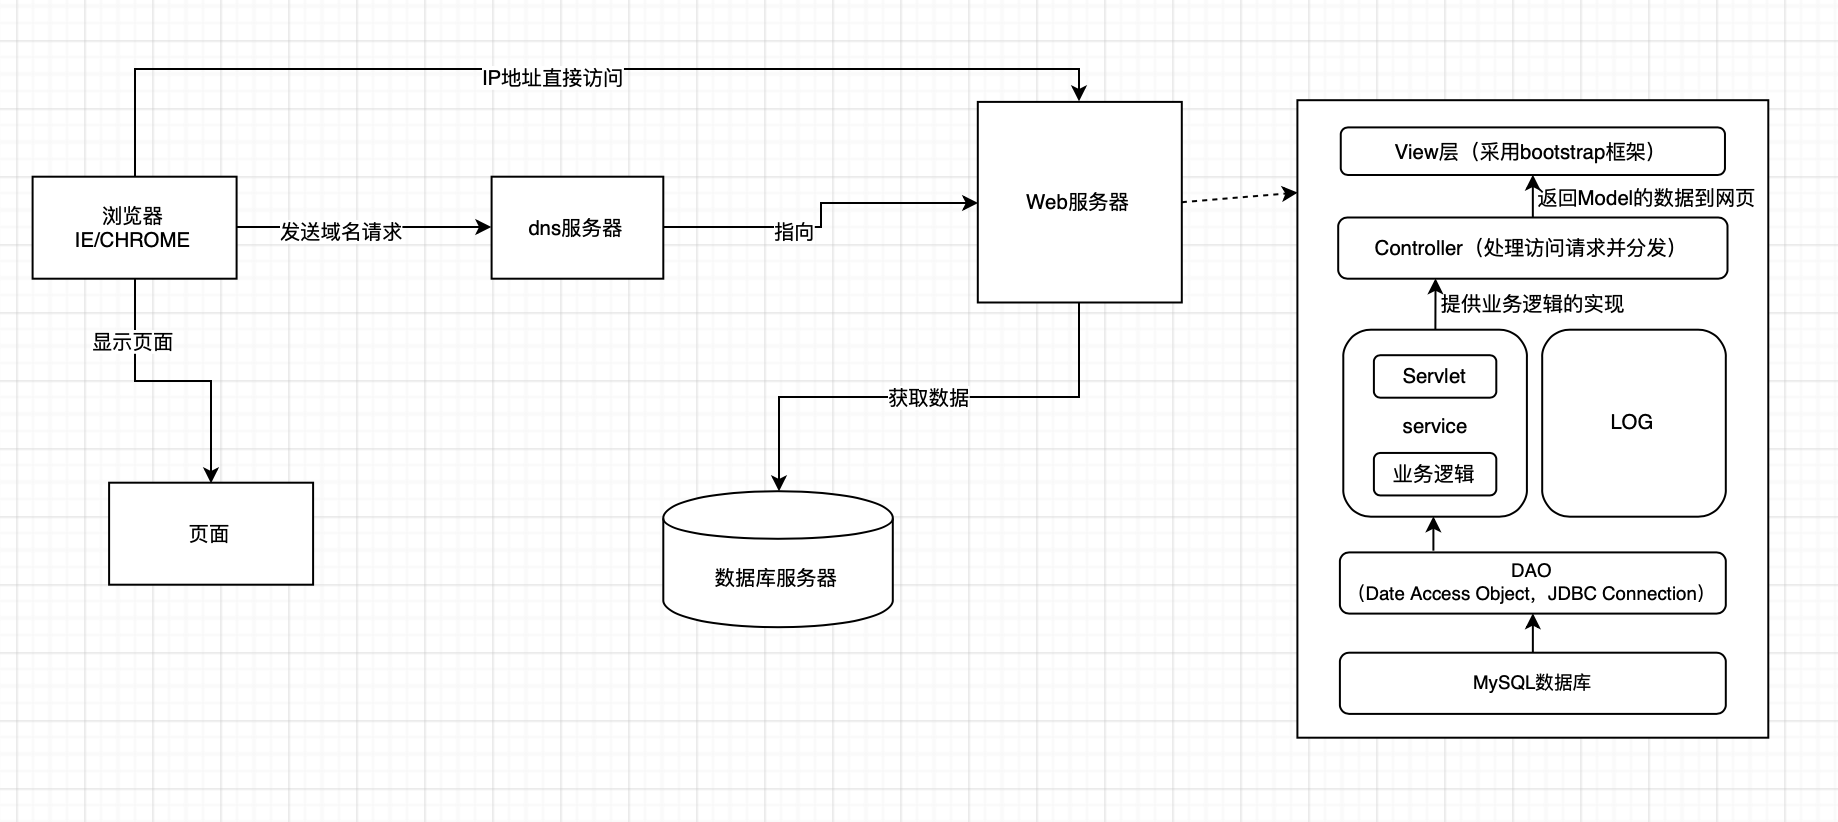 IP地址直接访问
浏览器
IE/CHROME
发送域名请求
dns服务器
指向
Web服务器
显示页面
页面
获取数据
数据库服务器
View层（采用bootstrap框架）
返回Model的数据到网页
Controller（处理访问请求并分发）
提供业务逻辑的实现
Servlet
service
业务逻辑
LOG
DAO
（Date Access Object，JDBC Connection）
MySQL数据库